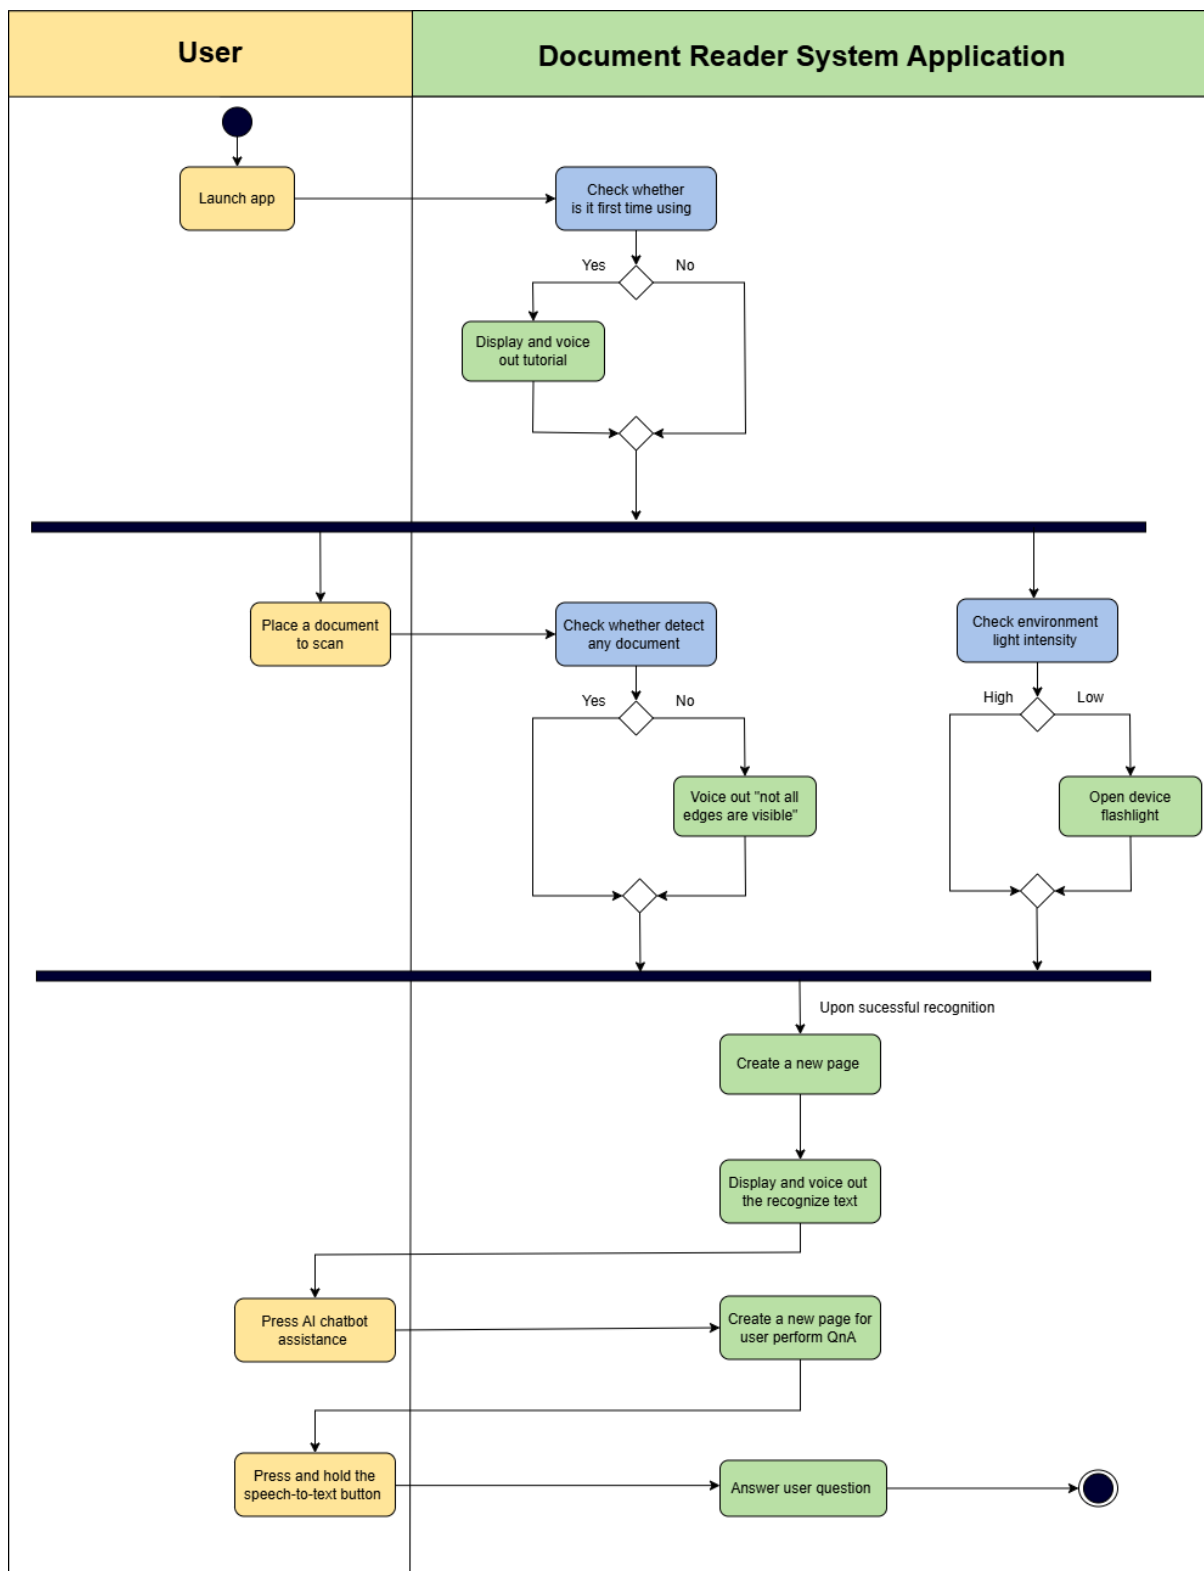 User
Document Reader System Application
Launch app
Check whether
is it first time using
Yes
No
Display and voice
out tutorial
Place a document
to scan
Check whether detect
any document
Check environment
light intensity
Yes
No
High
Low
Voice out "not all
edges are visible"
Open device
flashlight
Upon sucessful recognition
Create a new page
Display and voice out
the recognize text
Press AI chatbot
assistance
Create a new page for
user perform QnA
Press and hold the
speech-to-text button
Answer user question